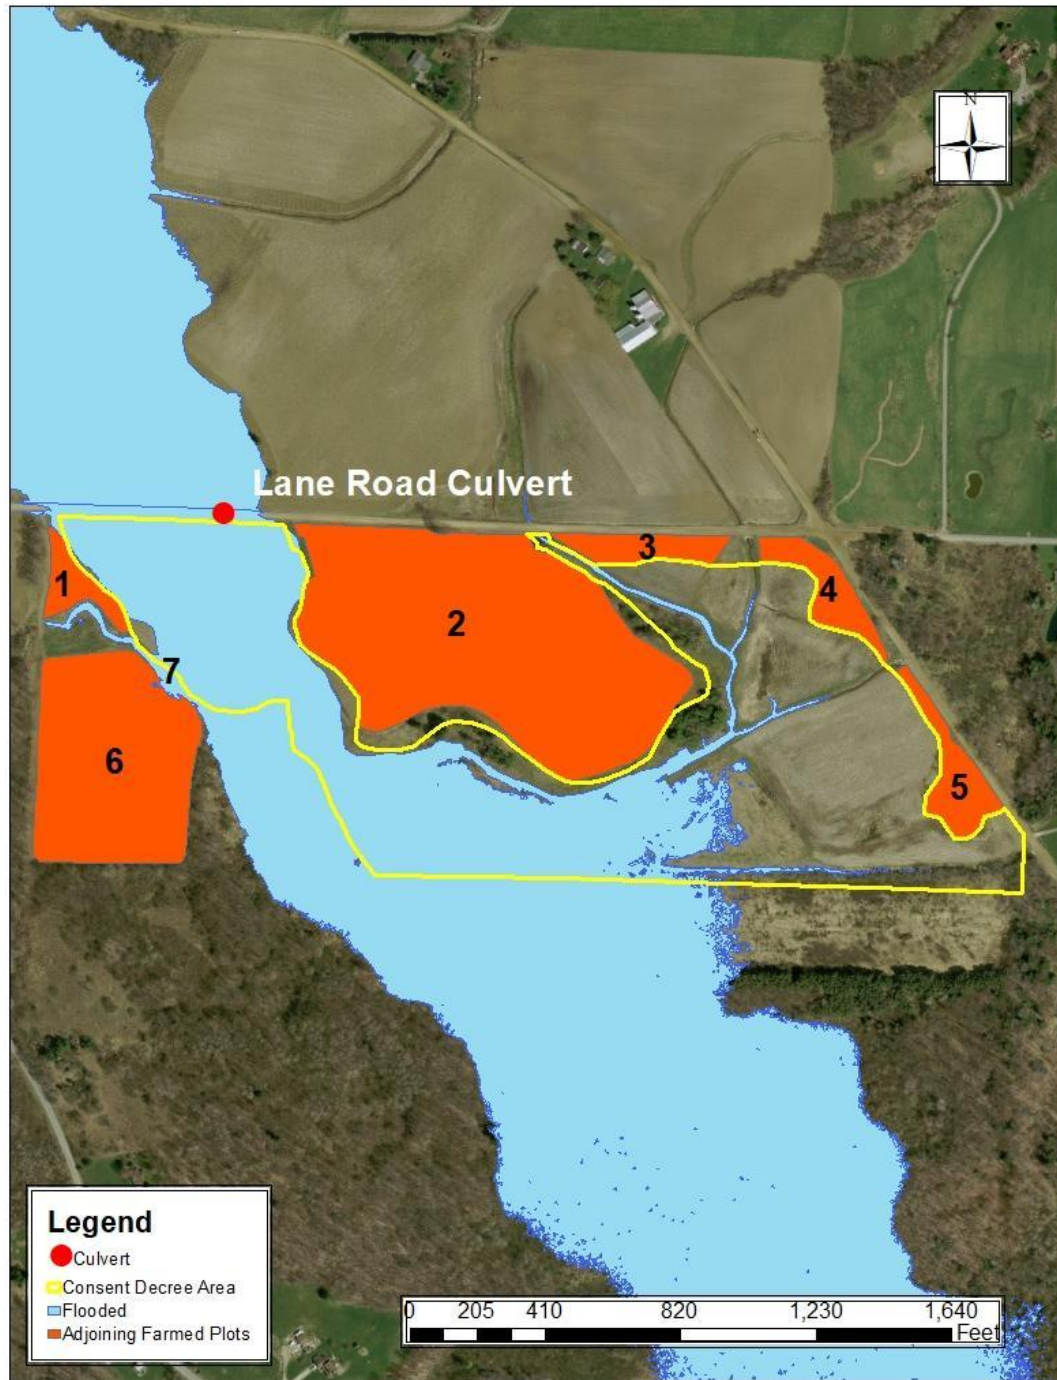 N
Lane Road Culvert
3
1
2
4
7
6
5
Legend
Culvert
Consent Decree Area
Flooded
Adjoining Farmed Plots
0 205 410 820 1,230 1,640
Feet